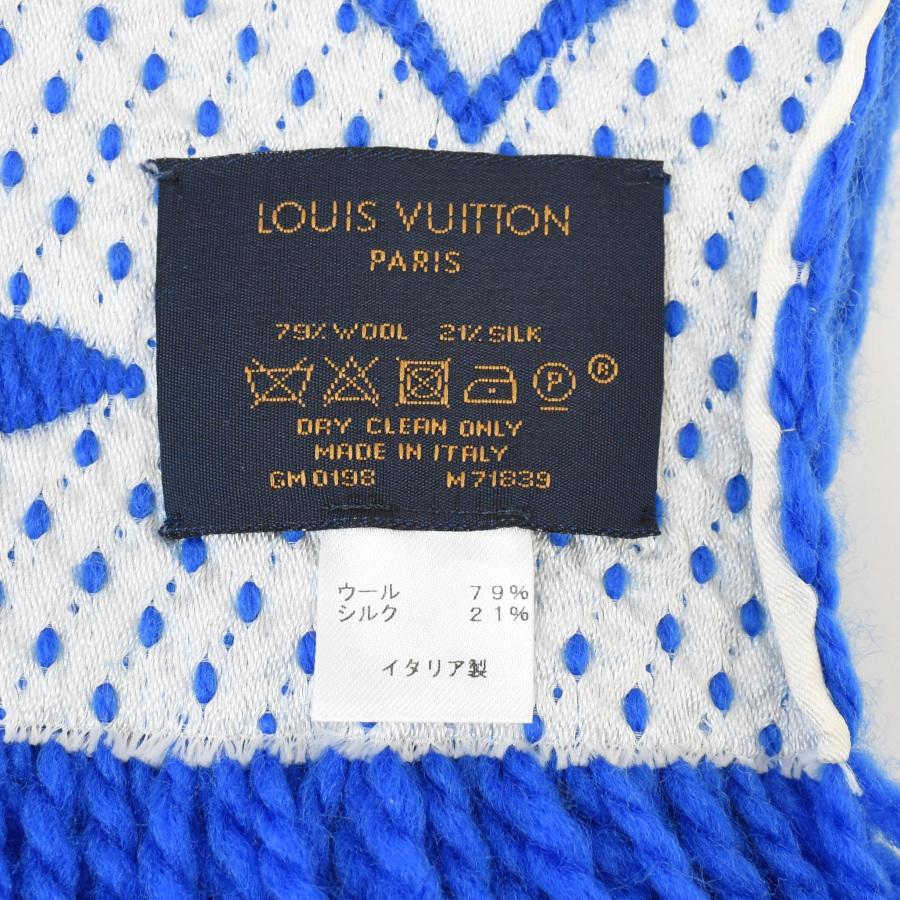 LOUIS VUITTON
PARIS
79% WOOL 21% SILK
P ®
DRY CLEAN ONLY
MADE IN ITALY
GM0198 M71839
ウール 79%
シルク 21%
イタリア製